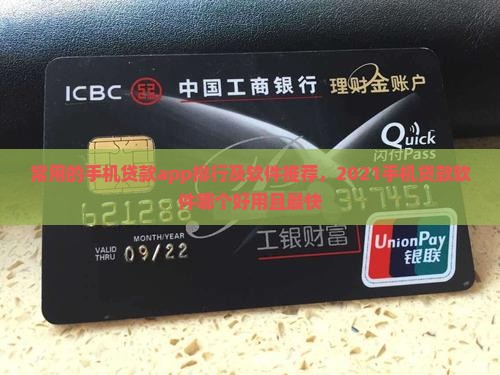 ICBC 中国工商银行 理财金账户
Quick
闪付Pass
常用的手机贷款app排行及软件推荐，2021手机贷款软
件哪个好用且最快
MONTH/YEAR
VALID THRU 09/22
工银财富
UnionPay
银联